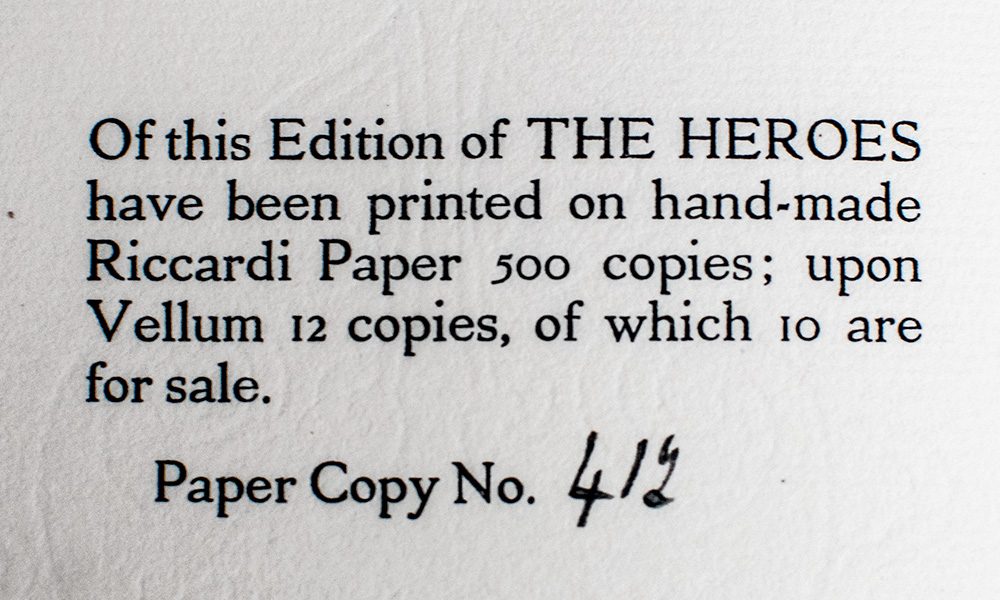 Of this Edition of THE HEROES
have been printed on hand-made
Riccardi Paper 500 copies; upon
Vellum 12 copies, of which 10 are
for sale.
Paper Copy No. 412